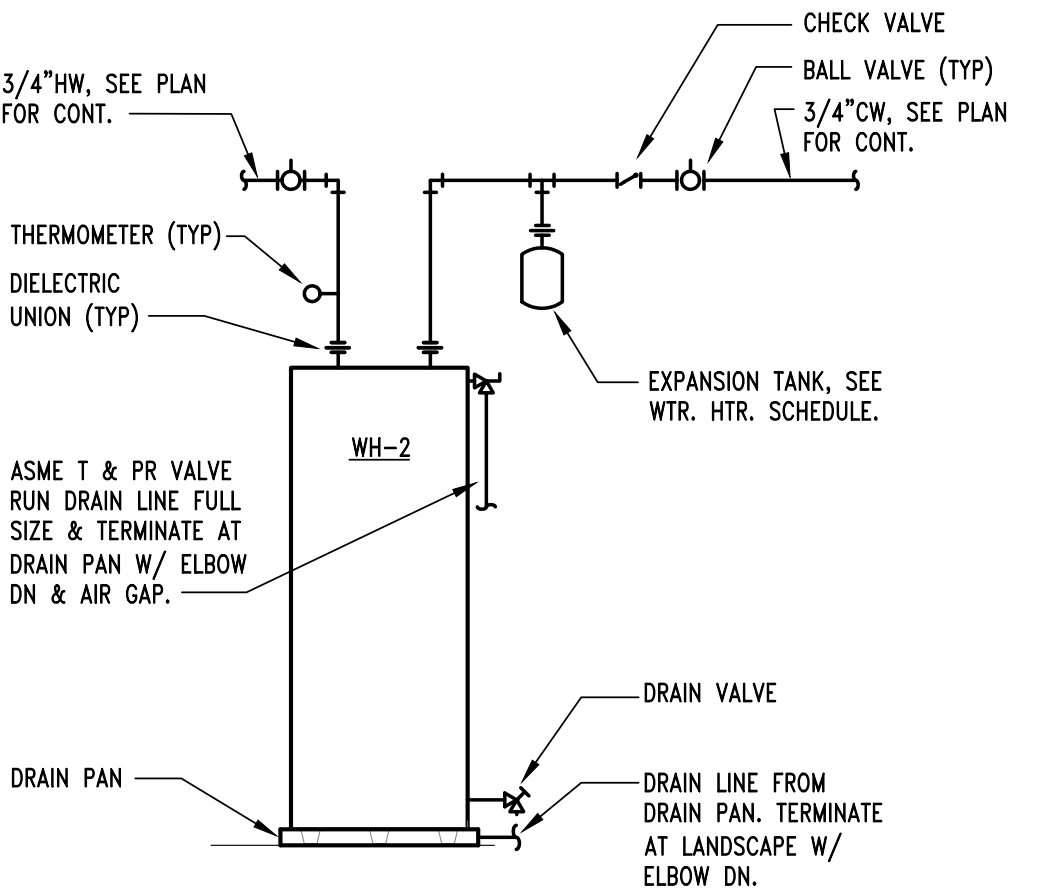 CHECK VALVE
BALL VALVE (TYP)
3/4"CW, SEE PLAN
FOR CONT.
3/4"HW, SEE PLAN
FOR CONT.
THERMOMETER (TYP)
DIELECTRIC
UNION (TYP)
EXPANSION TANK, SEE
WTR. HTR. SCHEDULE.
WH-2
ASME T & PR VALVE
RUN DRAIN LINE FULL
SIZE & TERMINATE AT
DRAIN PAN W/ ELBOW
DN & AIR GAP.
DRAIN VALVE
DRAIN PAN
DRAIN LINE FROM
DRAIN PAN. TERMINATE
AT LANDSCAPE W/
ELBOW DN.